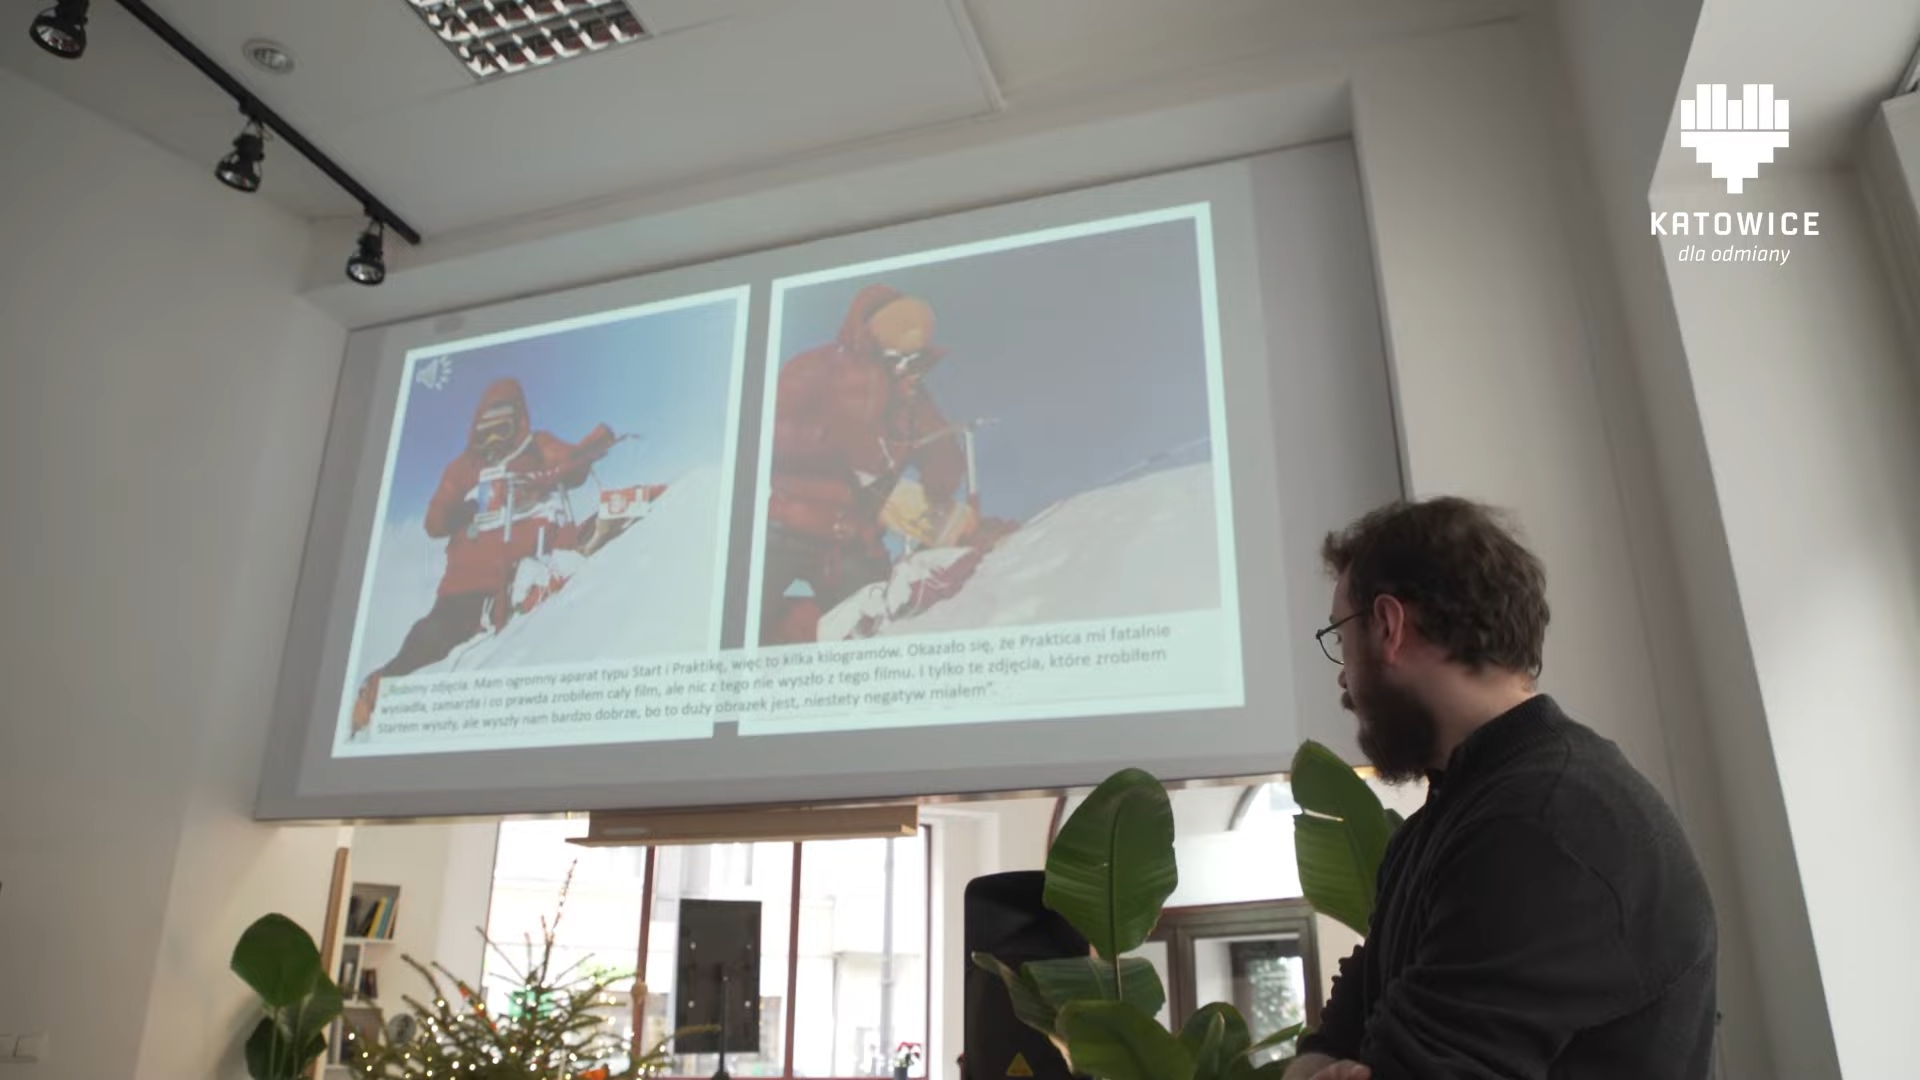 KATOWICE
dla odmiany
„Robimy zdjęcia. Mam ogromny aparat typu Start i Praktikę, więc to kilka kilogramów. Okazało się, że Praktica mi fatalnie
wysiadła, zamarzła i co prawda zrobiłem cały film, ale nic z tego nie wyszło z tego filmu. I tylko te zdjęcia, które zrobiłem
Startem wyszły, ale wyszły nam bardzo dobrze, bo to duży obrazek jest, niestety negatyw miałem”.